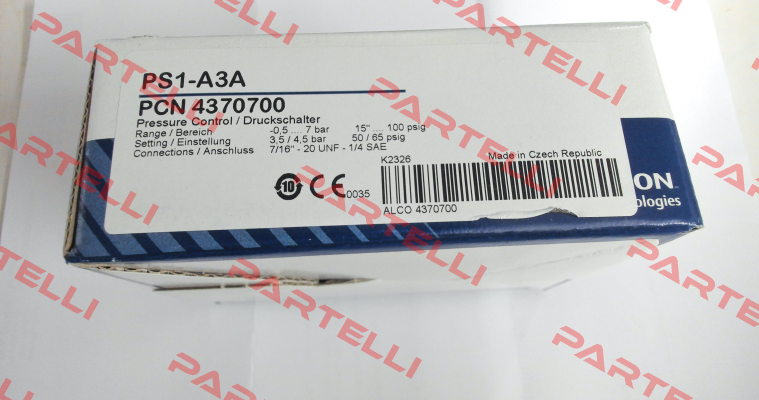 PS1-A3A
PCN 4370700
Pressure Control / Druckschalter
Range / Bereich -0,5 .... 7 bar 15" .... 100 psig
Setting / Einstellung 3,5 / 4,5 bar 50 / 65 psig
Connections / Anschluss 7/16" - 20 UNF - 1/4 SAE
K2326 Made in Czech Republic
10 CE 0035
ALCO 4370700
PARTELLI
PARTELLI
PARTELLI
PARTELLI
PARTELLI
PARTELLI
PARTELLI